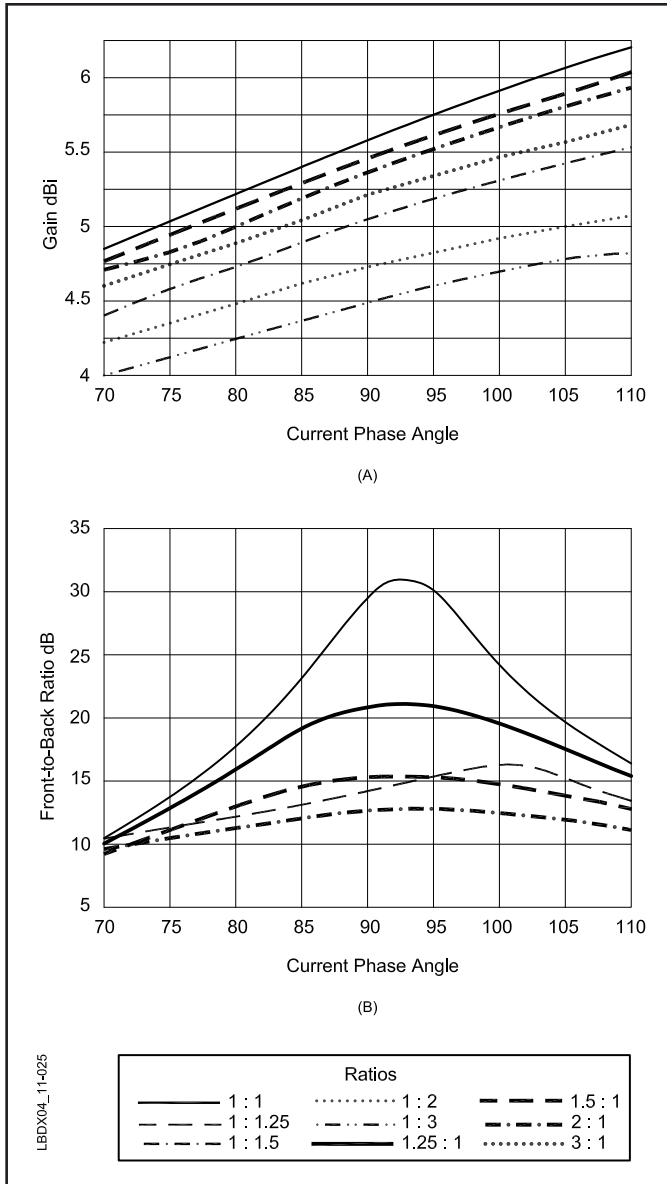 6
5.5
5
4.5
4
Gain dBi
70 75 80 85 90 95 100 105 110
Current Phase Angle
(A)
35
30
25
20
15
10
5
Front-to-Back Ratio dB
70 75 80 85 90 95 100 105 110
Current Phase Angle
(B)
LBDX04_11-025
Ratios
1 : 1 1 : 2 1.5 : 1
1 : 1.25 1 : 3 2 : 1
1 : 1.5 1.25 : 1 3 : 1